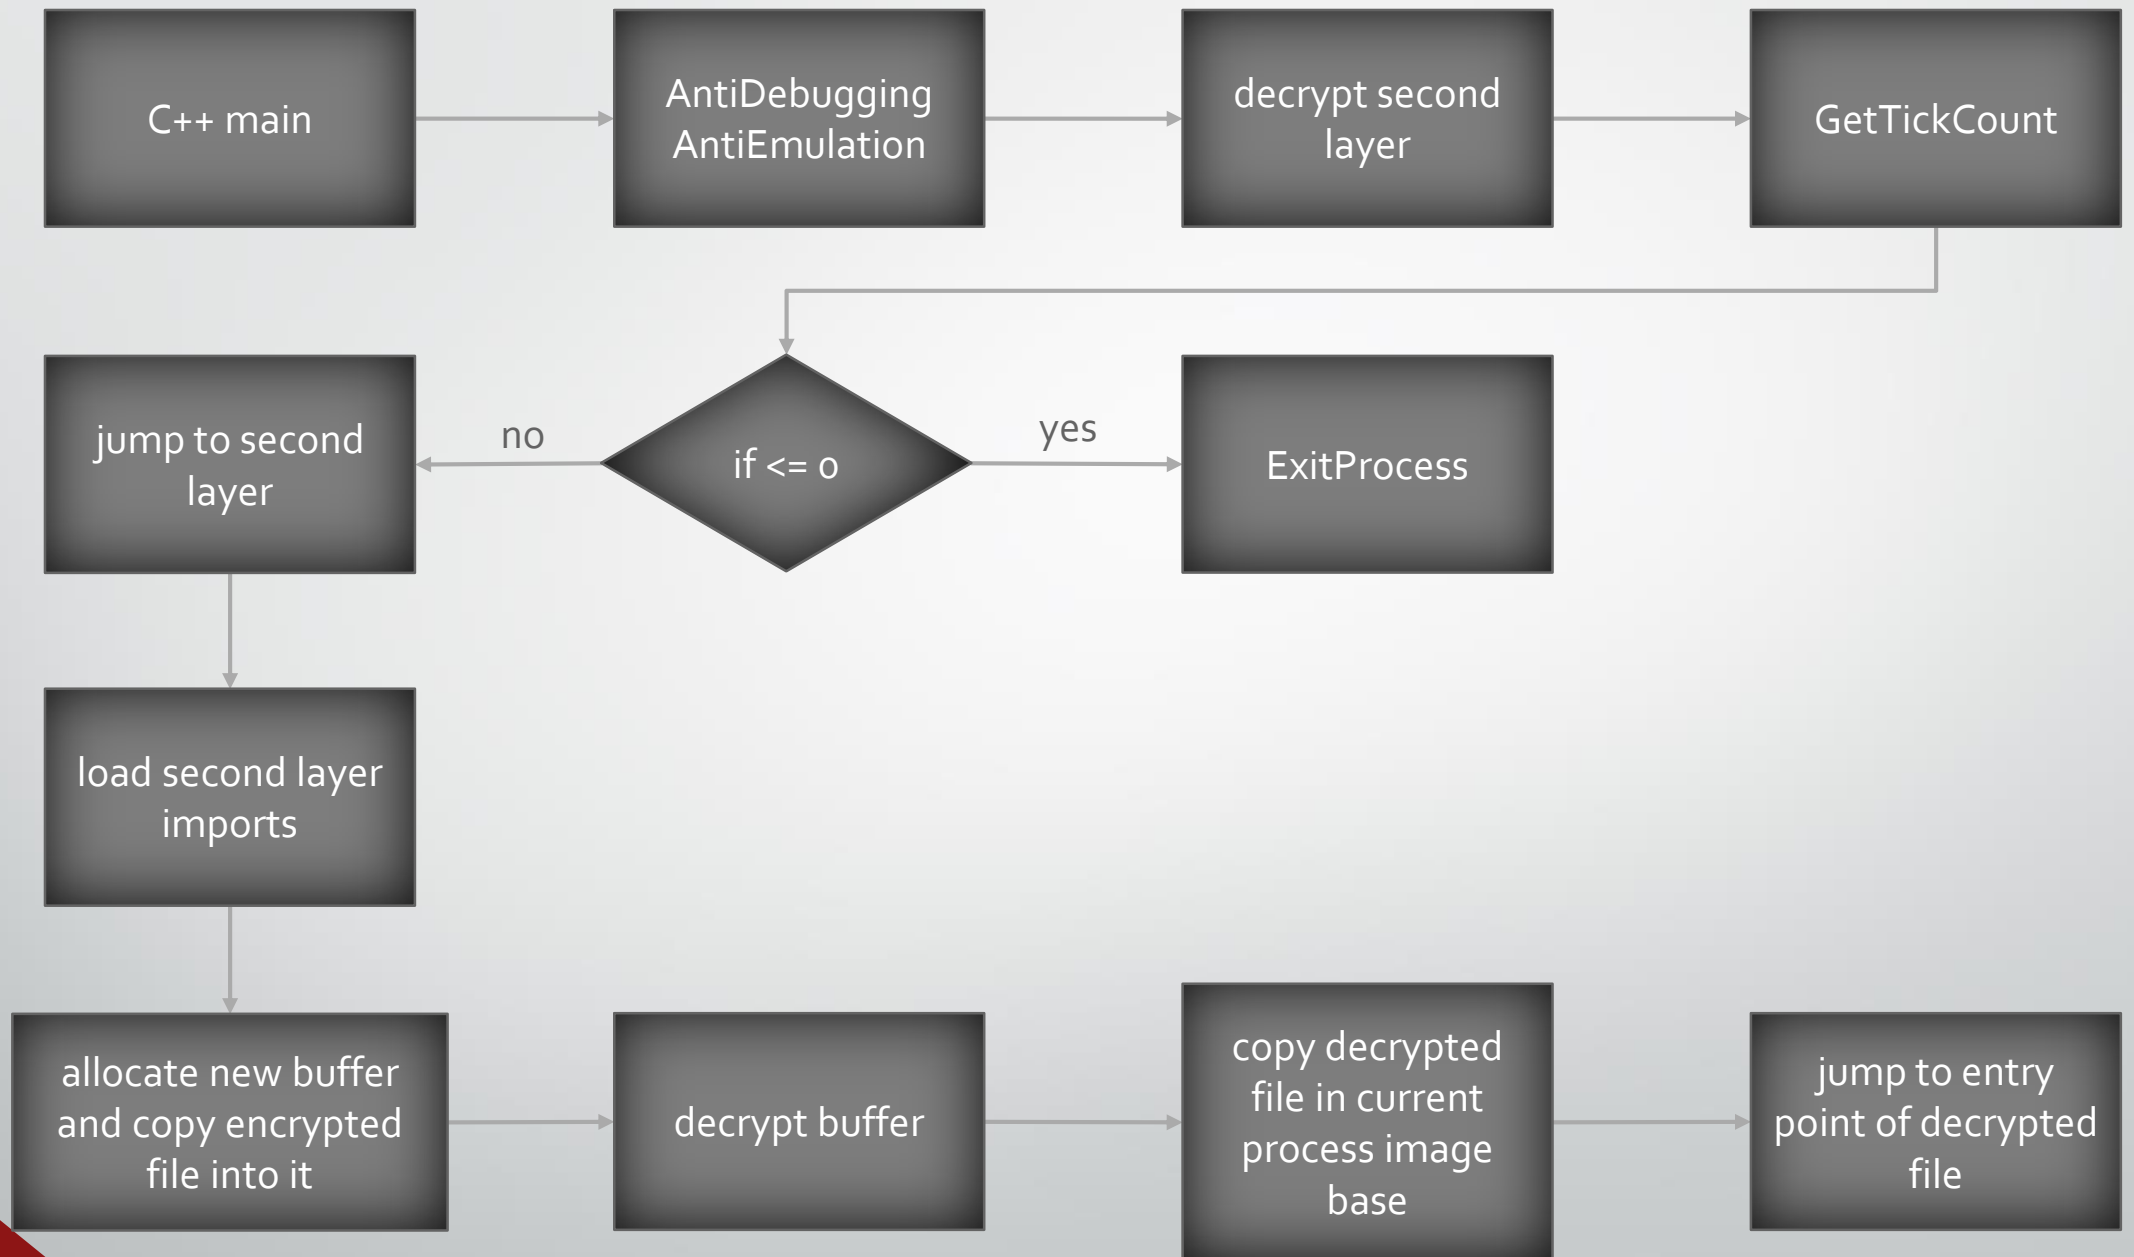 C++ main
AntiDebugging
AntiEmulation
decrypt second
layer
GetTickCount
jump to second
layer
no
if <= 0
yes
ExitProcess
load second layer
imports
allocate new buffer
and copy encrypted
file into it
decrypt buffer
copy decrypted
file in current
process image
base
jump to entry
point of decrypted
file